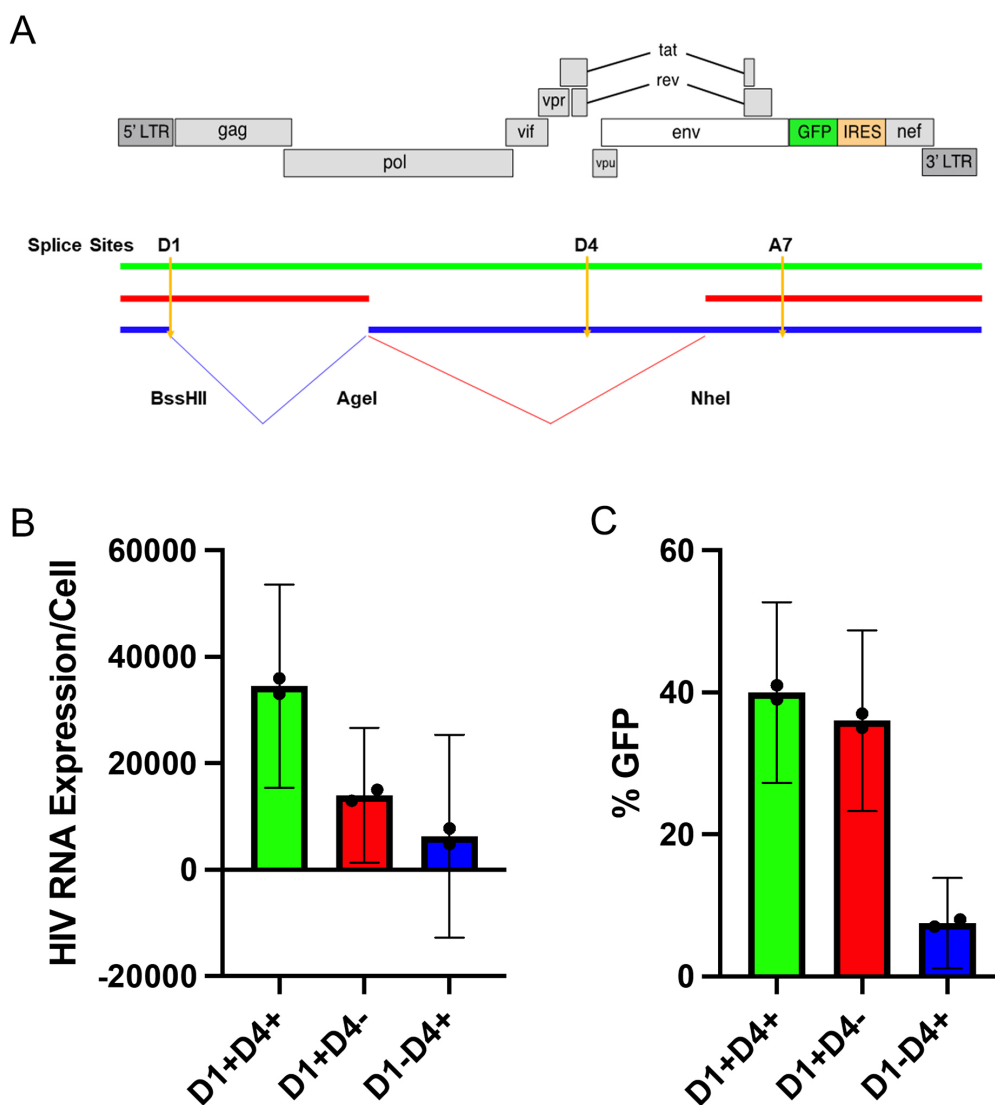 A
tat
rev
vpr
5' LTR gag vif env GFP IRES nef
pol vpu 3' LTR
Splice Sites D1 D4 A7
BssHII AgeI NheI
B
HIV RNA Expression/Cell
60000
40000
20000
0
-20000
D1+D4+
D1+D4-
D1-D4+
C
% GFP
60
40
20
0
D1+D4+
D1+D4-
D1-D4+